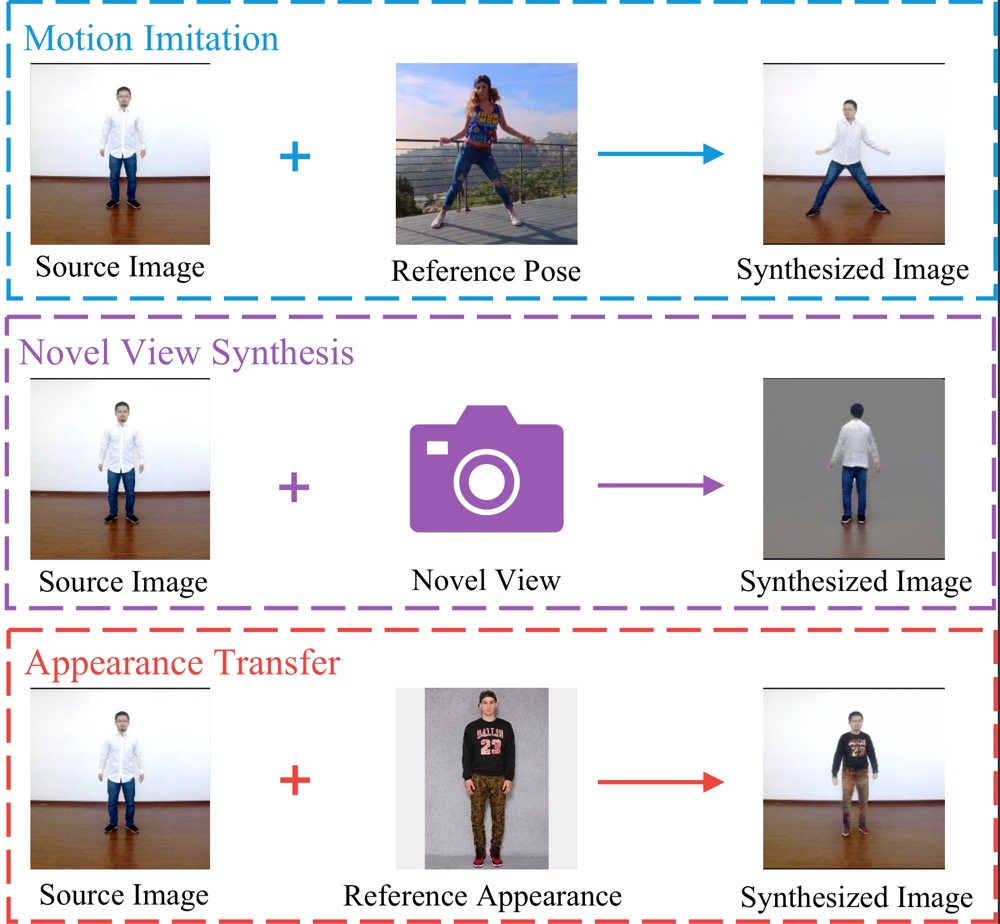 Motion Imitation
Source Image
Reference Pose
Synthesized Image
Novel View Synthesis
Source Image
Novel View
Synthesized Image
Appearance Transfer
23
Source Image
Reference Appearance
Synthesized Image